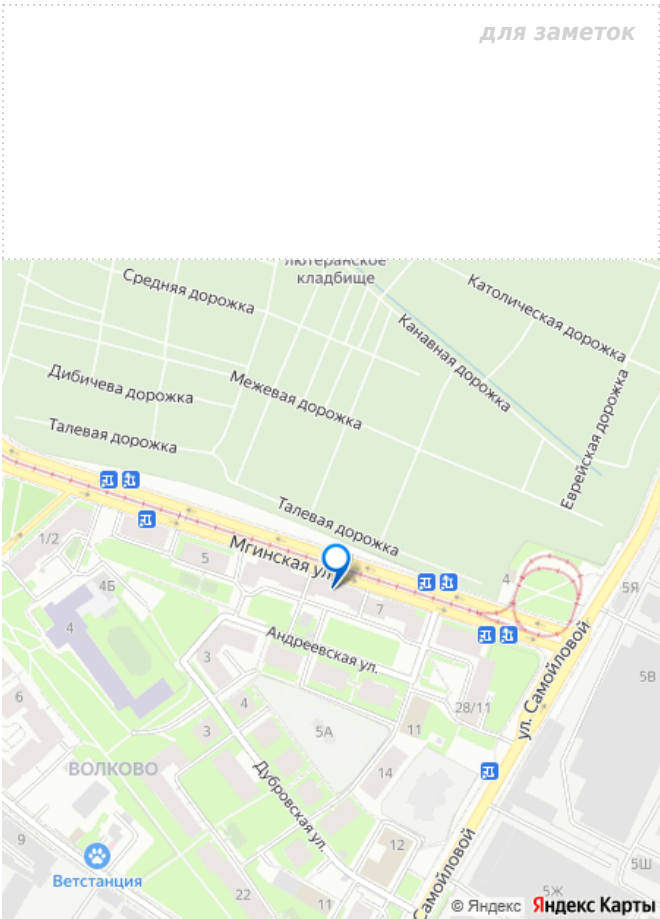 для заметок
лютеранское
кладбище
Средняя дорожка
Католическая дорожка
Канавная дорожка
Дибичева дорожка
Межевая дорожка
Еврейская дорожка
Талевая дорожка
Талевая дорожка
1/2
5
Мгинская ул.
4
5Я
4Б
7
4
Андреевская ул.
3
ул. Самойловой
5В
6
4
28/11
3
5А
11
ВОЛКОВО
14
Дубровская ул.
9
12
Ветстанция
Самойловой
5Ш
22
11
5Ж
© Яндекс Яндекс Карты